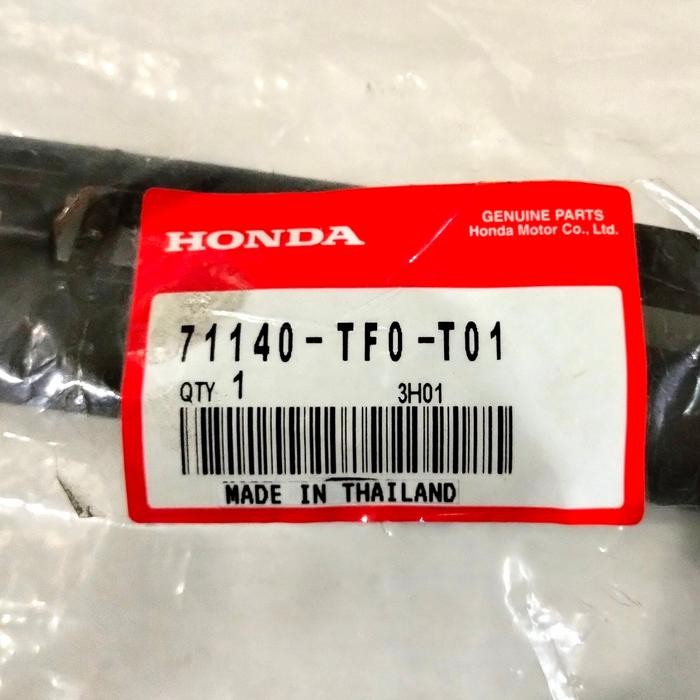 HONDA
GENUINE PARTS
Honda Motor Co., Ltd.
71140-TF0-T01
QTY 1
3H01
MADE IN THAILAND